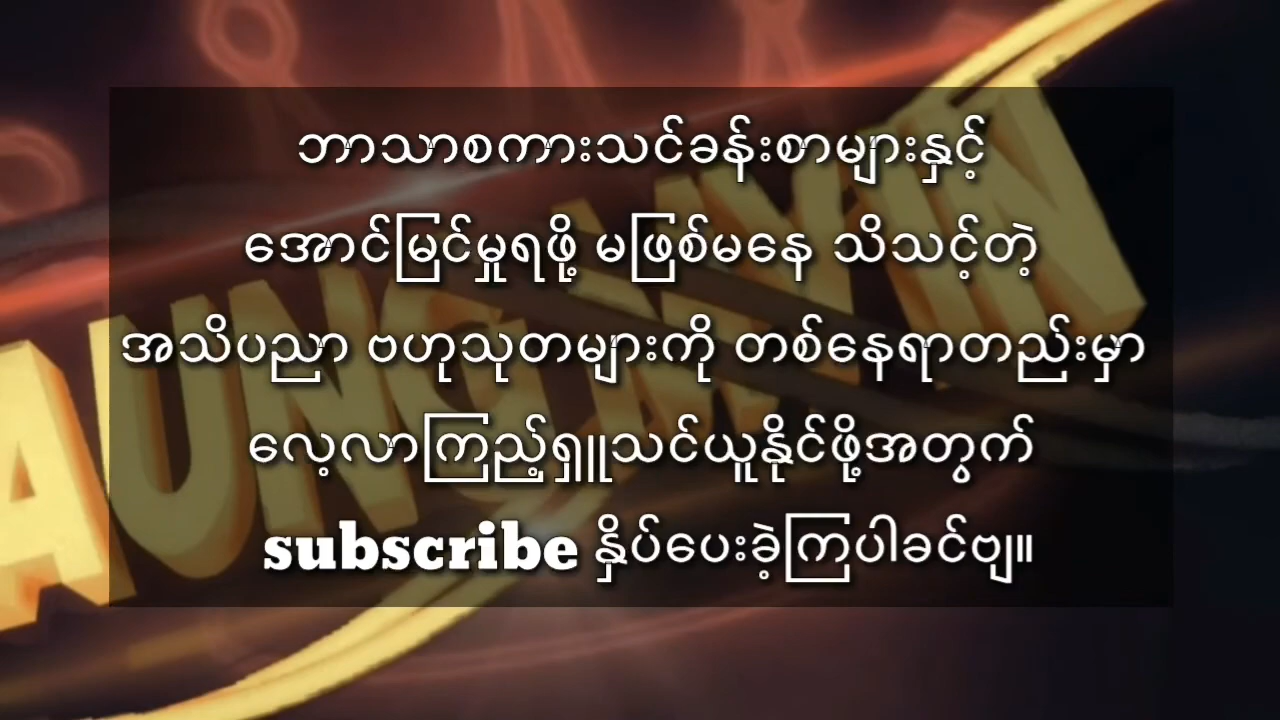 ဘာသာစကားသင်ခန်းစာများနှင့်
အောင်မြင်မှုရဖို့ မဖြစ်မနေ သိသင့်တဲ့
အသိပညာ ဗဟုသုတများကို တစ်နေရာတည်းမှာ
လေ့လာကြည့်ရှူသင်ယူနိုင်ဖို့အတွက်
subscribe နှိပ်ပေးခဲ့ကြပါခင်ဗျ။
AUNG MYIN